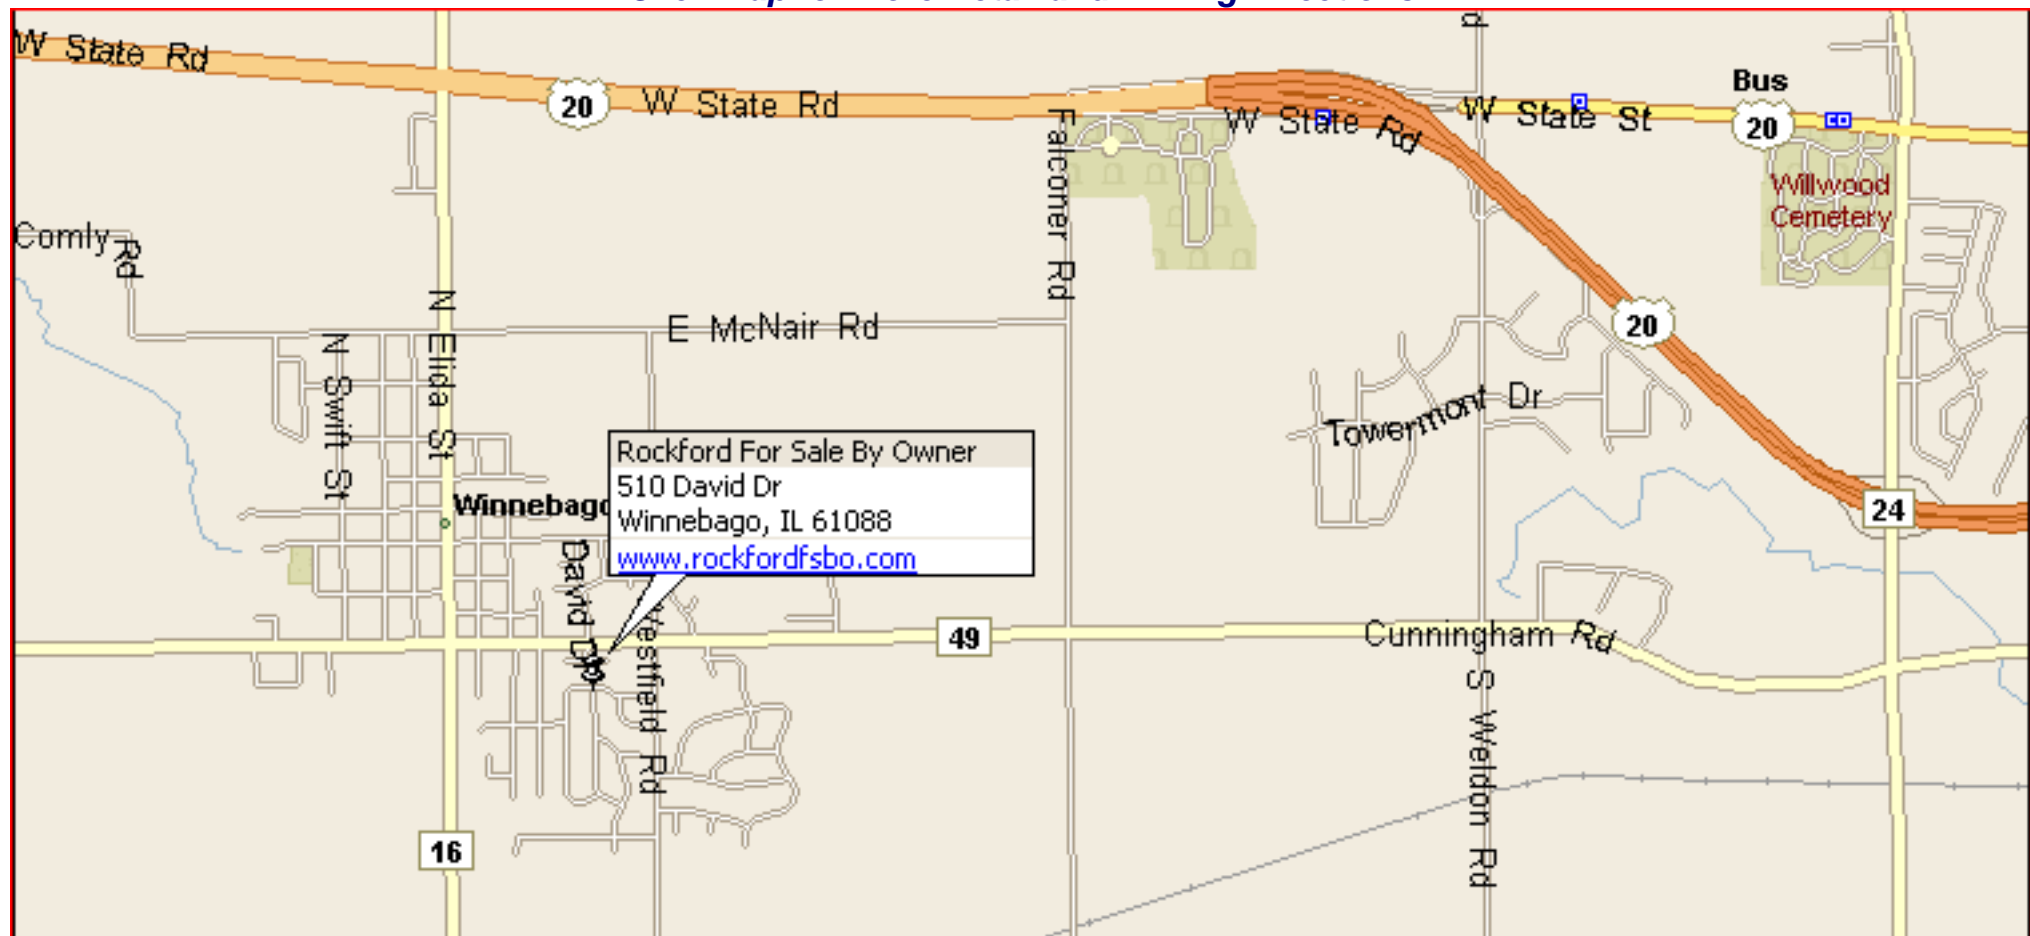 W State Rd
20
W State Rd
W State Rd
W State St
Bus
20
Willwood
Cemetery
Comly Rd
Falconer Rd
N Elida St
E McNair Rd
20
N Swift St
Towermont Dr
Rockford For Sale By Owner
510 David Dr
Winnebago, IL 61088
www.rockfordfsbo.com
Winnebago
24
David Dr
49
Cunningham Rd
Westfield Rd
S Weldon Rd
16